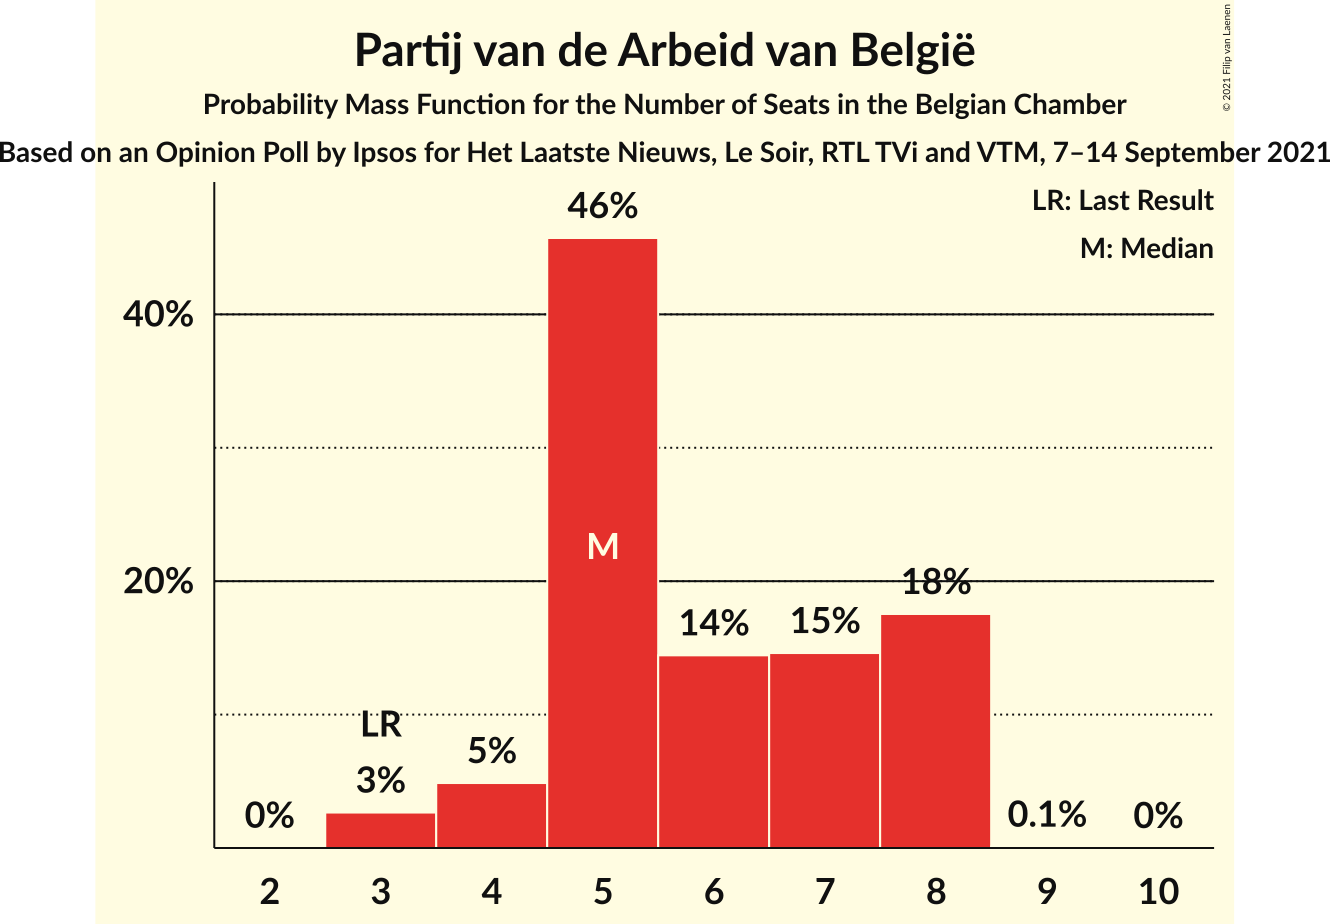 Partij van de Arbeid van België
Probability Mass Function for the Number of Seats in the Belgian Chamber
Based on an Opinion Poll by Ipsos for Het Laatste Nieuws, Le Soir, RTL TVi and VTM, 7–14 September 2021
© 2021 Filip van Laenen
LR: Last Result
M: Median
46%
40%
M
20%
18%
14%
15%
LR
5%
3%
0%
0.1%
0%
2 3 4 5 6 7 8 9 10